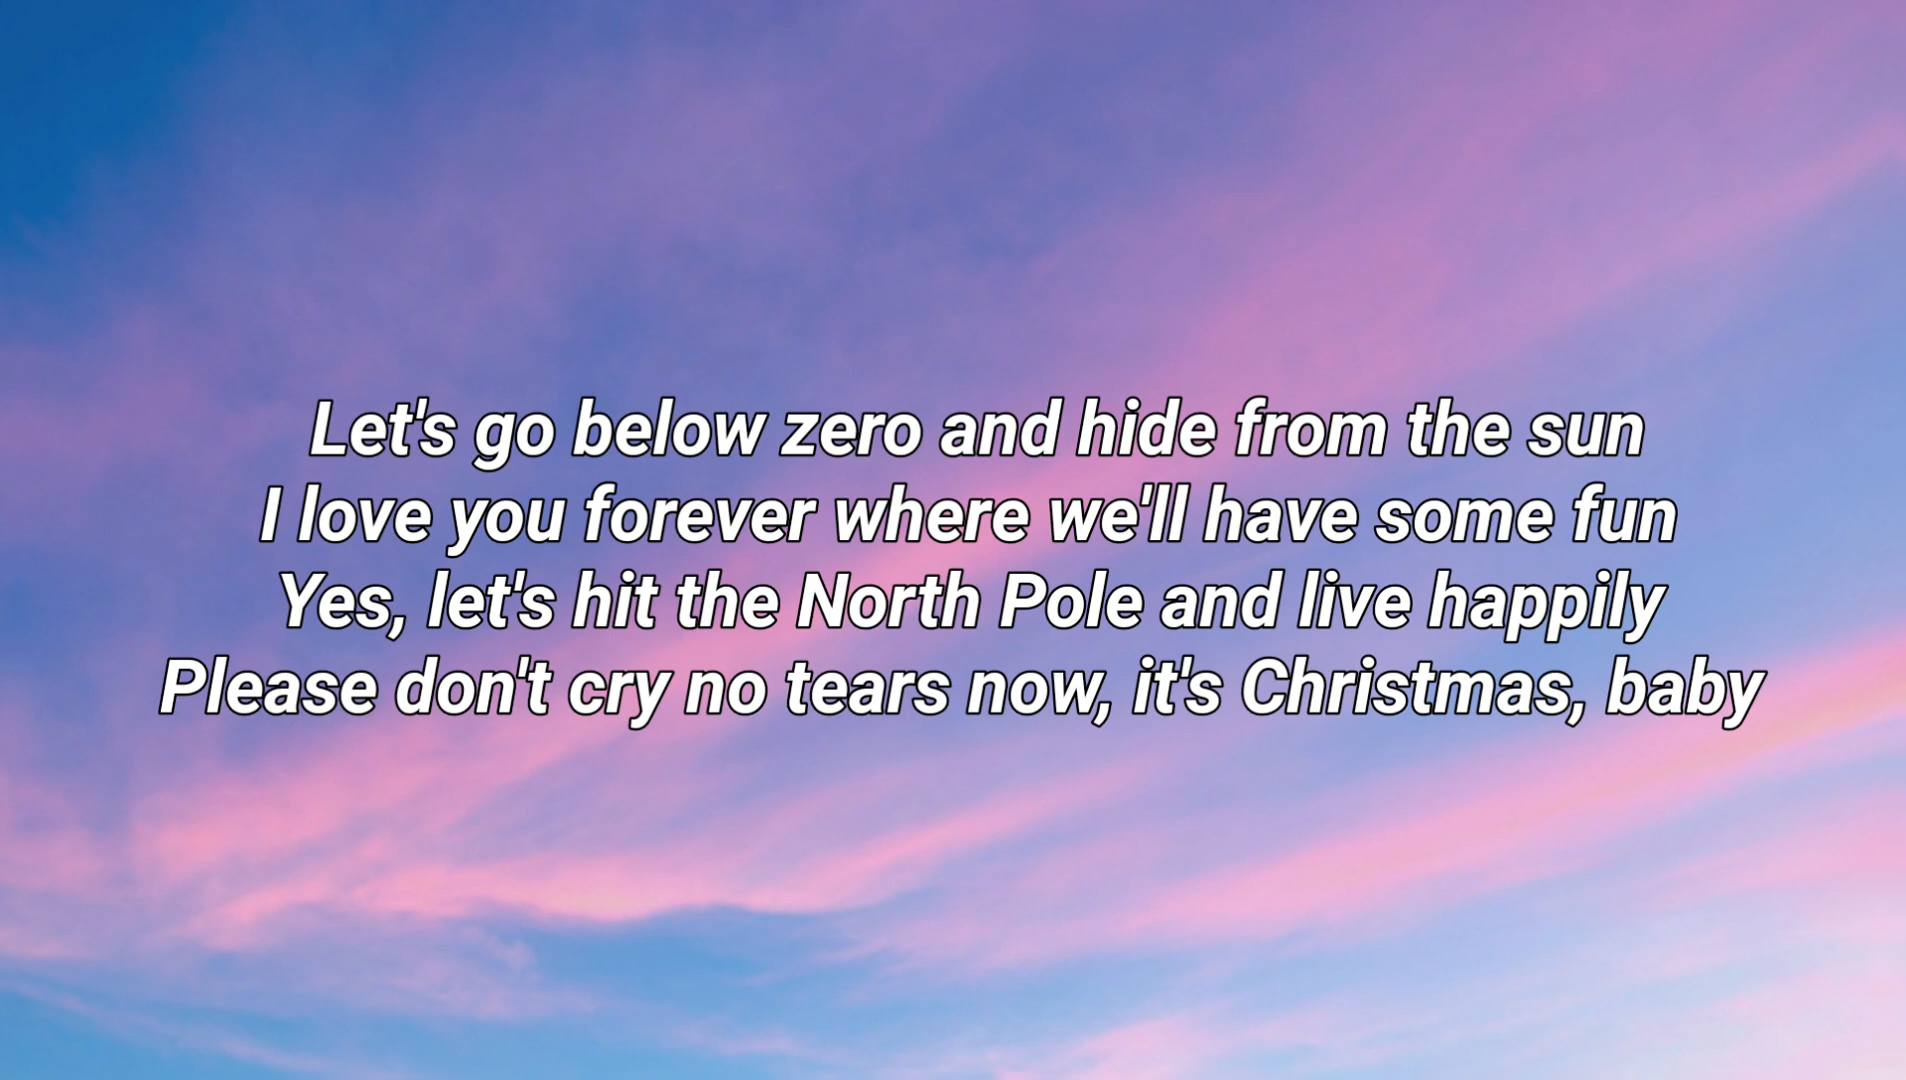 Let's go below zero and hide from the sun
I love you forever where we'll have some fun
Yes, let's hit the North Pole and live happily
Please don't cry no tears now, it's Christmas, baby